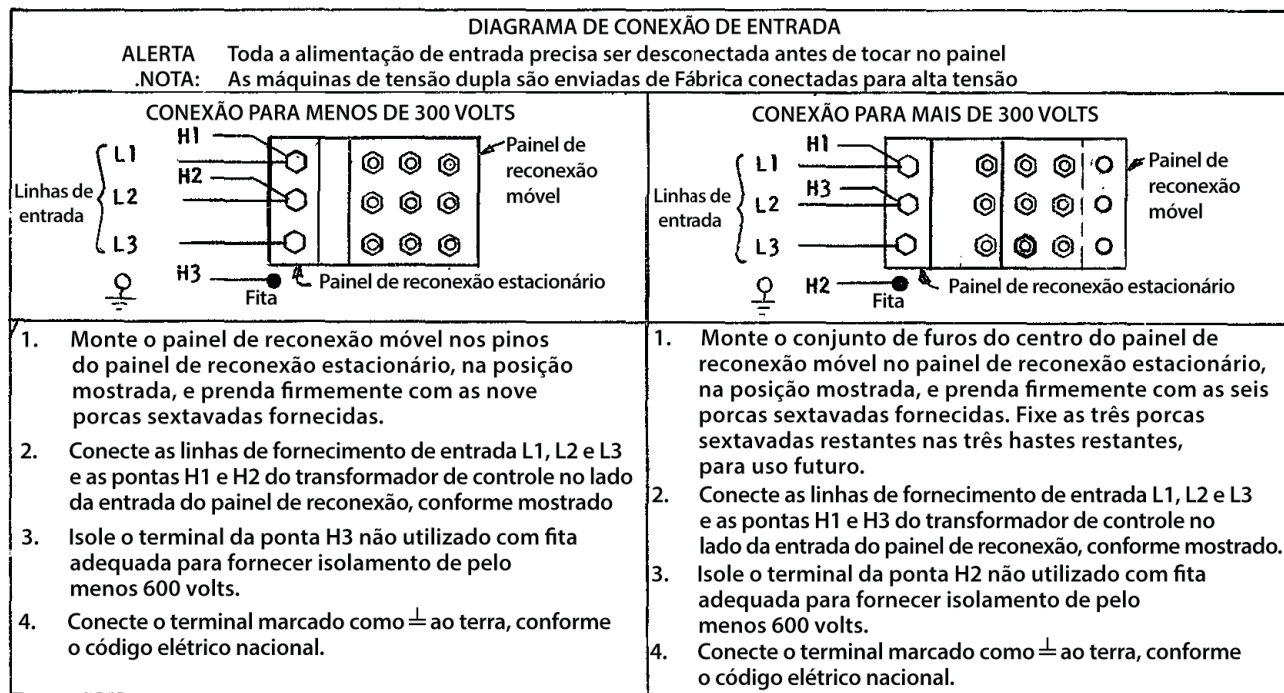 DIAGRAMA DE CONEXÃO DE ENTRADA
ALERTA Toda a alimentação de entrada precisa ser desconectada antes de tocar no painel
.NOTA: As máquinas de tensão dupla são enviadas de Fábrica conectadas para alta tensão
CONEXÃO PARA MENOS DE 300 VOLTS
H1
L1
H2
L2
L3
H3
Linhas de
entrada
Painel de
reconexão
móvel
Painel de reconexão estacionário
Fita
1. Monte o painel de reconexão móvel nos pinos
do painel de reconexão estacionário, na posição
mostrada, e prenda firmemente com as nove
porcas sextavadas fornecidas.
2. Conecte as linhas de fornecimento de entrada L1, L2 e L3
e as pontas H1 e H2 do transformador de controle no lado
da entrada do painel de reconexão, conforme mostrado
3. Isole o terminal da ponta H3 não utilizado com fita
adequada para fornecer isolamento de pelo
menos 600 volts.
4. Conecte o terminal marcado como ⏚ ao terra, conforme
o código elétrico nacional.
CONEXÃO PARA MAIS DE 300 VOLTS
H1
L1
H3
L2
L3
H2
Linhas de
entrada
Painel de
reconexão
móvel
Painel de reconexão estacionário
Fita
1. Monte o conjunto de furos do centro do painel de
reconexão móvel no painel de reconexão estacionário,
na posição mostrada, e prenda firmemente com as seis
porcas sextavadas fornecidas. Fixe as três porcas
sextavadas restantes nas três hastes restantes,
para uso futuro.
2. Conecte as linhas de fornecimento de entrada L1, L2 e L3
e as pontas H1 e H3 do transformador de controle no
lado da entrada do painel de reconexão, conforme mostrado.
3. Isole o terminal da ponta H2 não utilizado com fita
adequada para fornecer isolamento de pelo
menos 600 volts.
4. Conecte o terminal marcado como ⏚ ao terra, conforme
o código elétrico nacional.